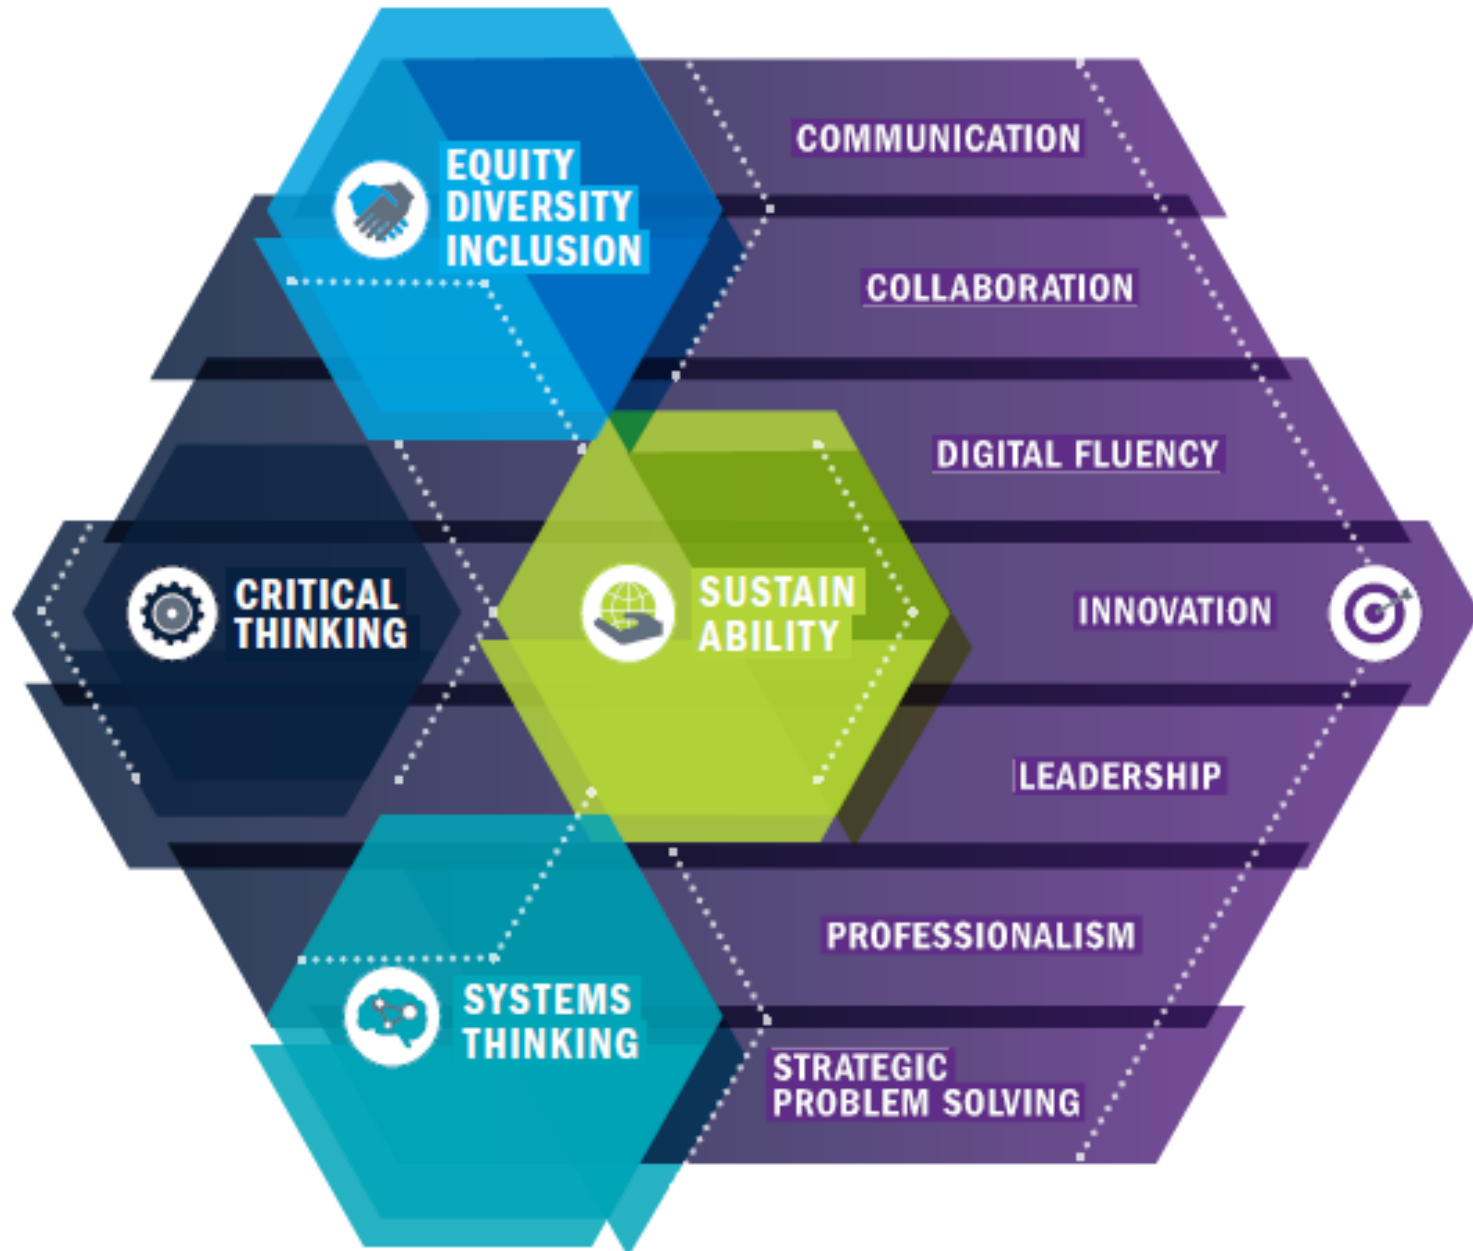 EQUITY
DIVERSITY
INCLUSION
CRITICAL
THINKING
SUSTAIN
ABILITY
SYSTEMS
THINKING
COMMUNICATION
COLLABORATION
DIGITAL FLUENCY
INNOVATION
LEADERSHIP
PROFESSIONALISM
STRATEGIC
PROBLEM SOLVING